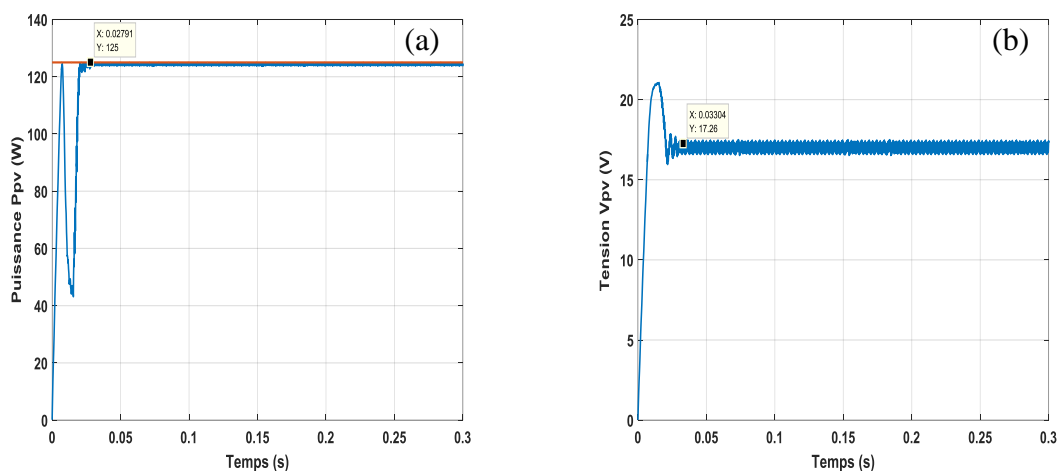 (a)
X: 0.02791
Y: 125
Puissance Ppv (W)
140
120
100
80
60
40
20
0
0 0.05 0.1 0.15 0.2 0.25 0.3
Temps (s)
(b)
X: 0.03304
Y: 17.26
Tension Vpv (V)
25
20
15
10
5
0
0 0.05 0.1 0.15 0.2 0.25 0.3
Temps (s)